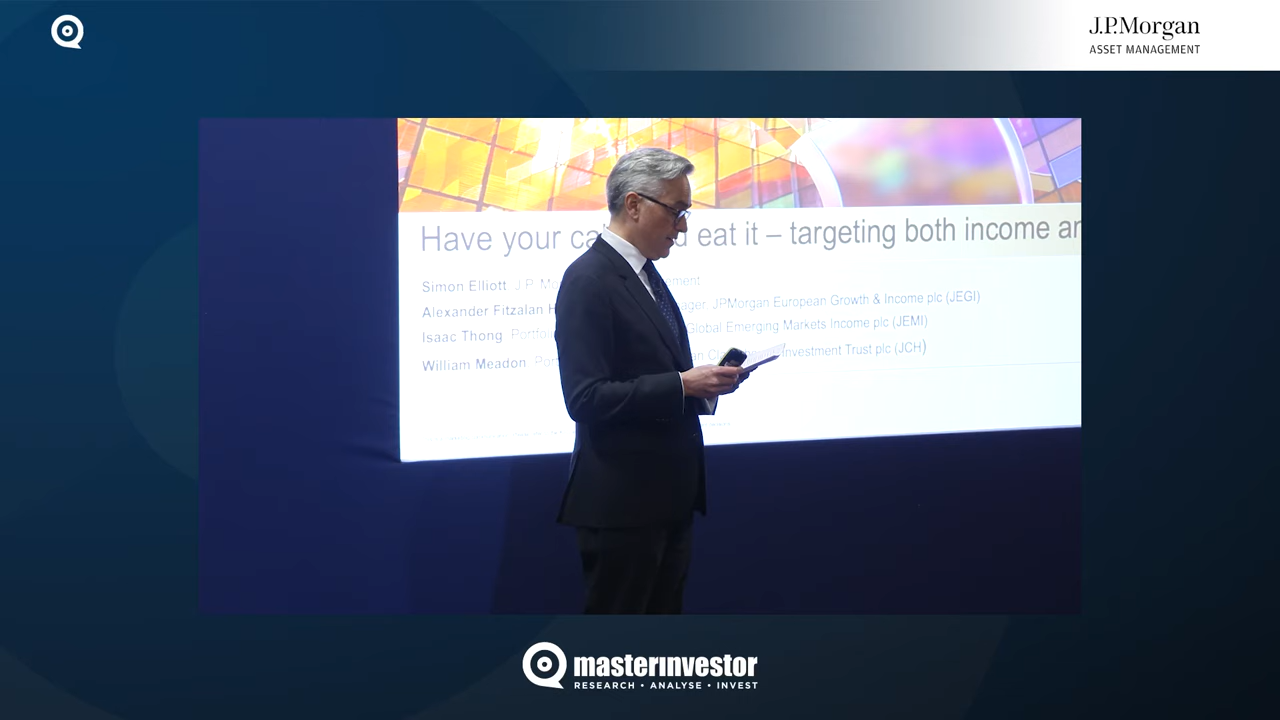 J.P.Morgan
ASSET MANAGEMENT
Have your ca eat it – targeting both income
Simon Elliott J.P. Mo ement
Alexander Fitzalan H ager JPMorgan European Growth & Income plc (JEGI)
Isaac Thong Portfo Global Emerging Markets Income plc (JEMI)
William Meadon Por Investment Trust plc (JCH)
masterinvestor
RESEARCH • ANALYSE • INVEST